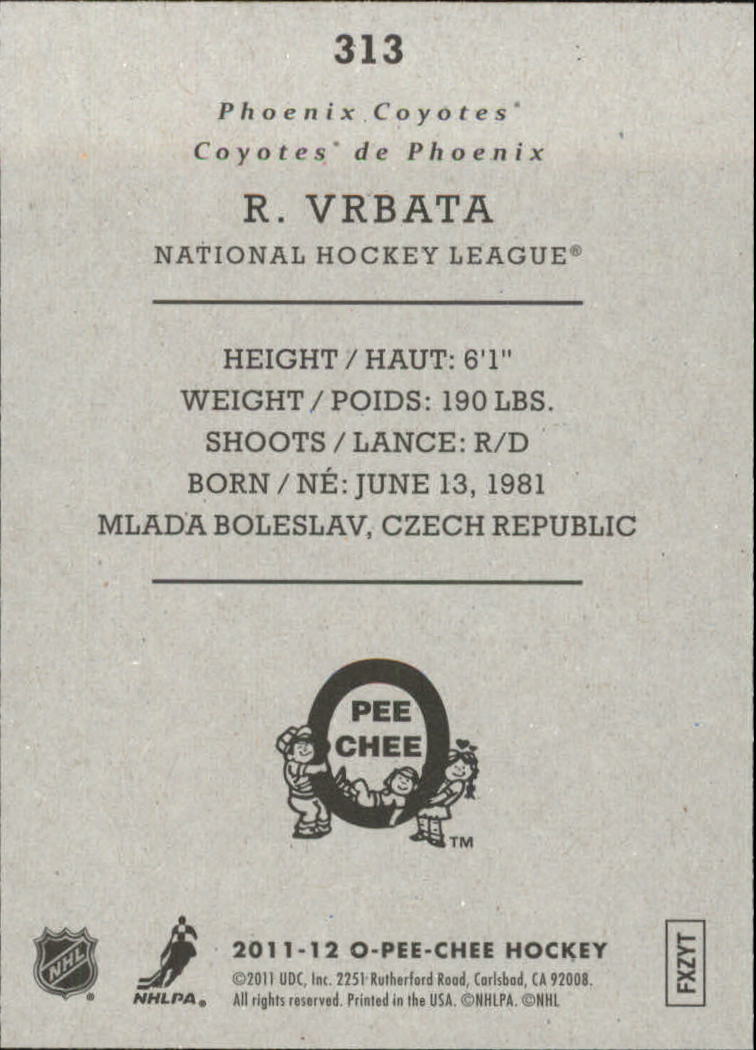 313
Phoenix Coyotes®
Coyotes® de Phoenix
R. VRBATA
NATIONAL HOCKEY LEAGUE®
HEIGHT / HAUT: 6'1"
WEIGHT / POIDS: 190 LBS.
SHOOTS / LANCE: R/D
BORN / NÉ: JUNE 13, 1981
MLADA BOLESLAV, CZECH REPUBLIC
O
PEE
CHEE
TM
NHL®
NHLPA®
2011-12 O-PEE-CHEE HOCKEY
©2011 UDC, Inc. 2251 Rutherford Road, Carlsbad, CA 92008.
All rights reserved. Printed in the USA. ©NHLPA. ©NHL
FXZYT